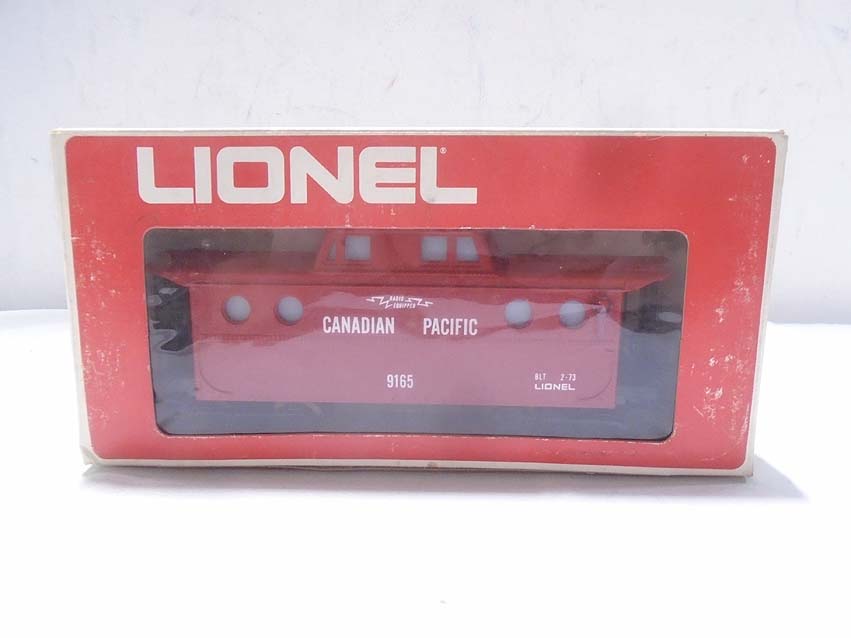 LIONEL®
RADIO
EQUIPPED
CANADIAN PACIFIC
9165
BLT 2-73
LIONEL